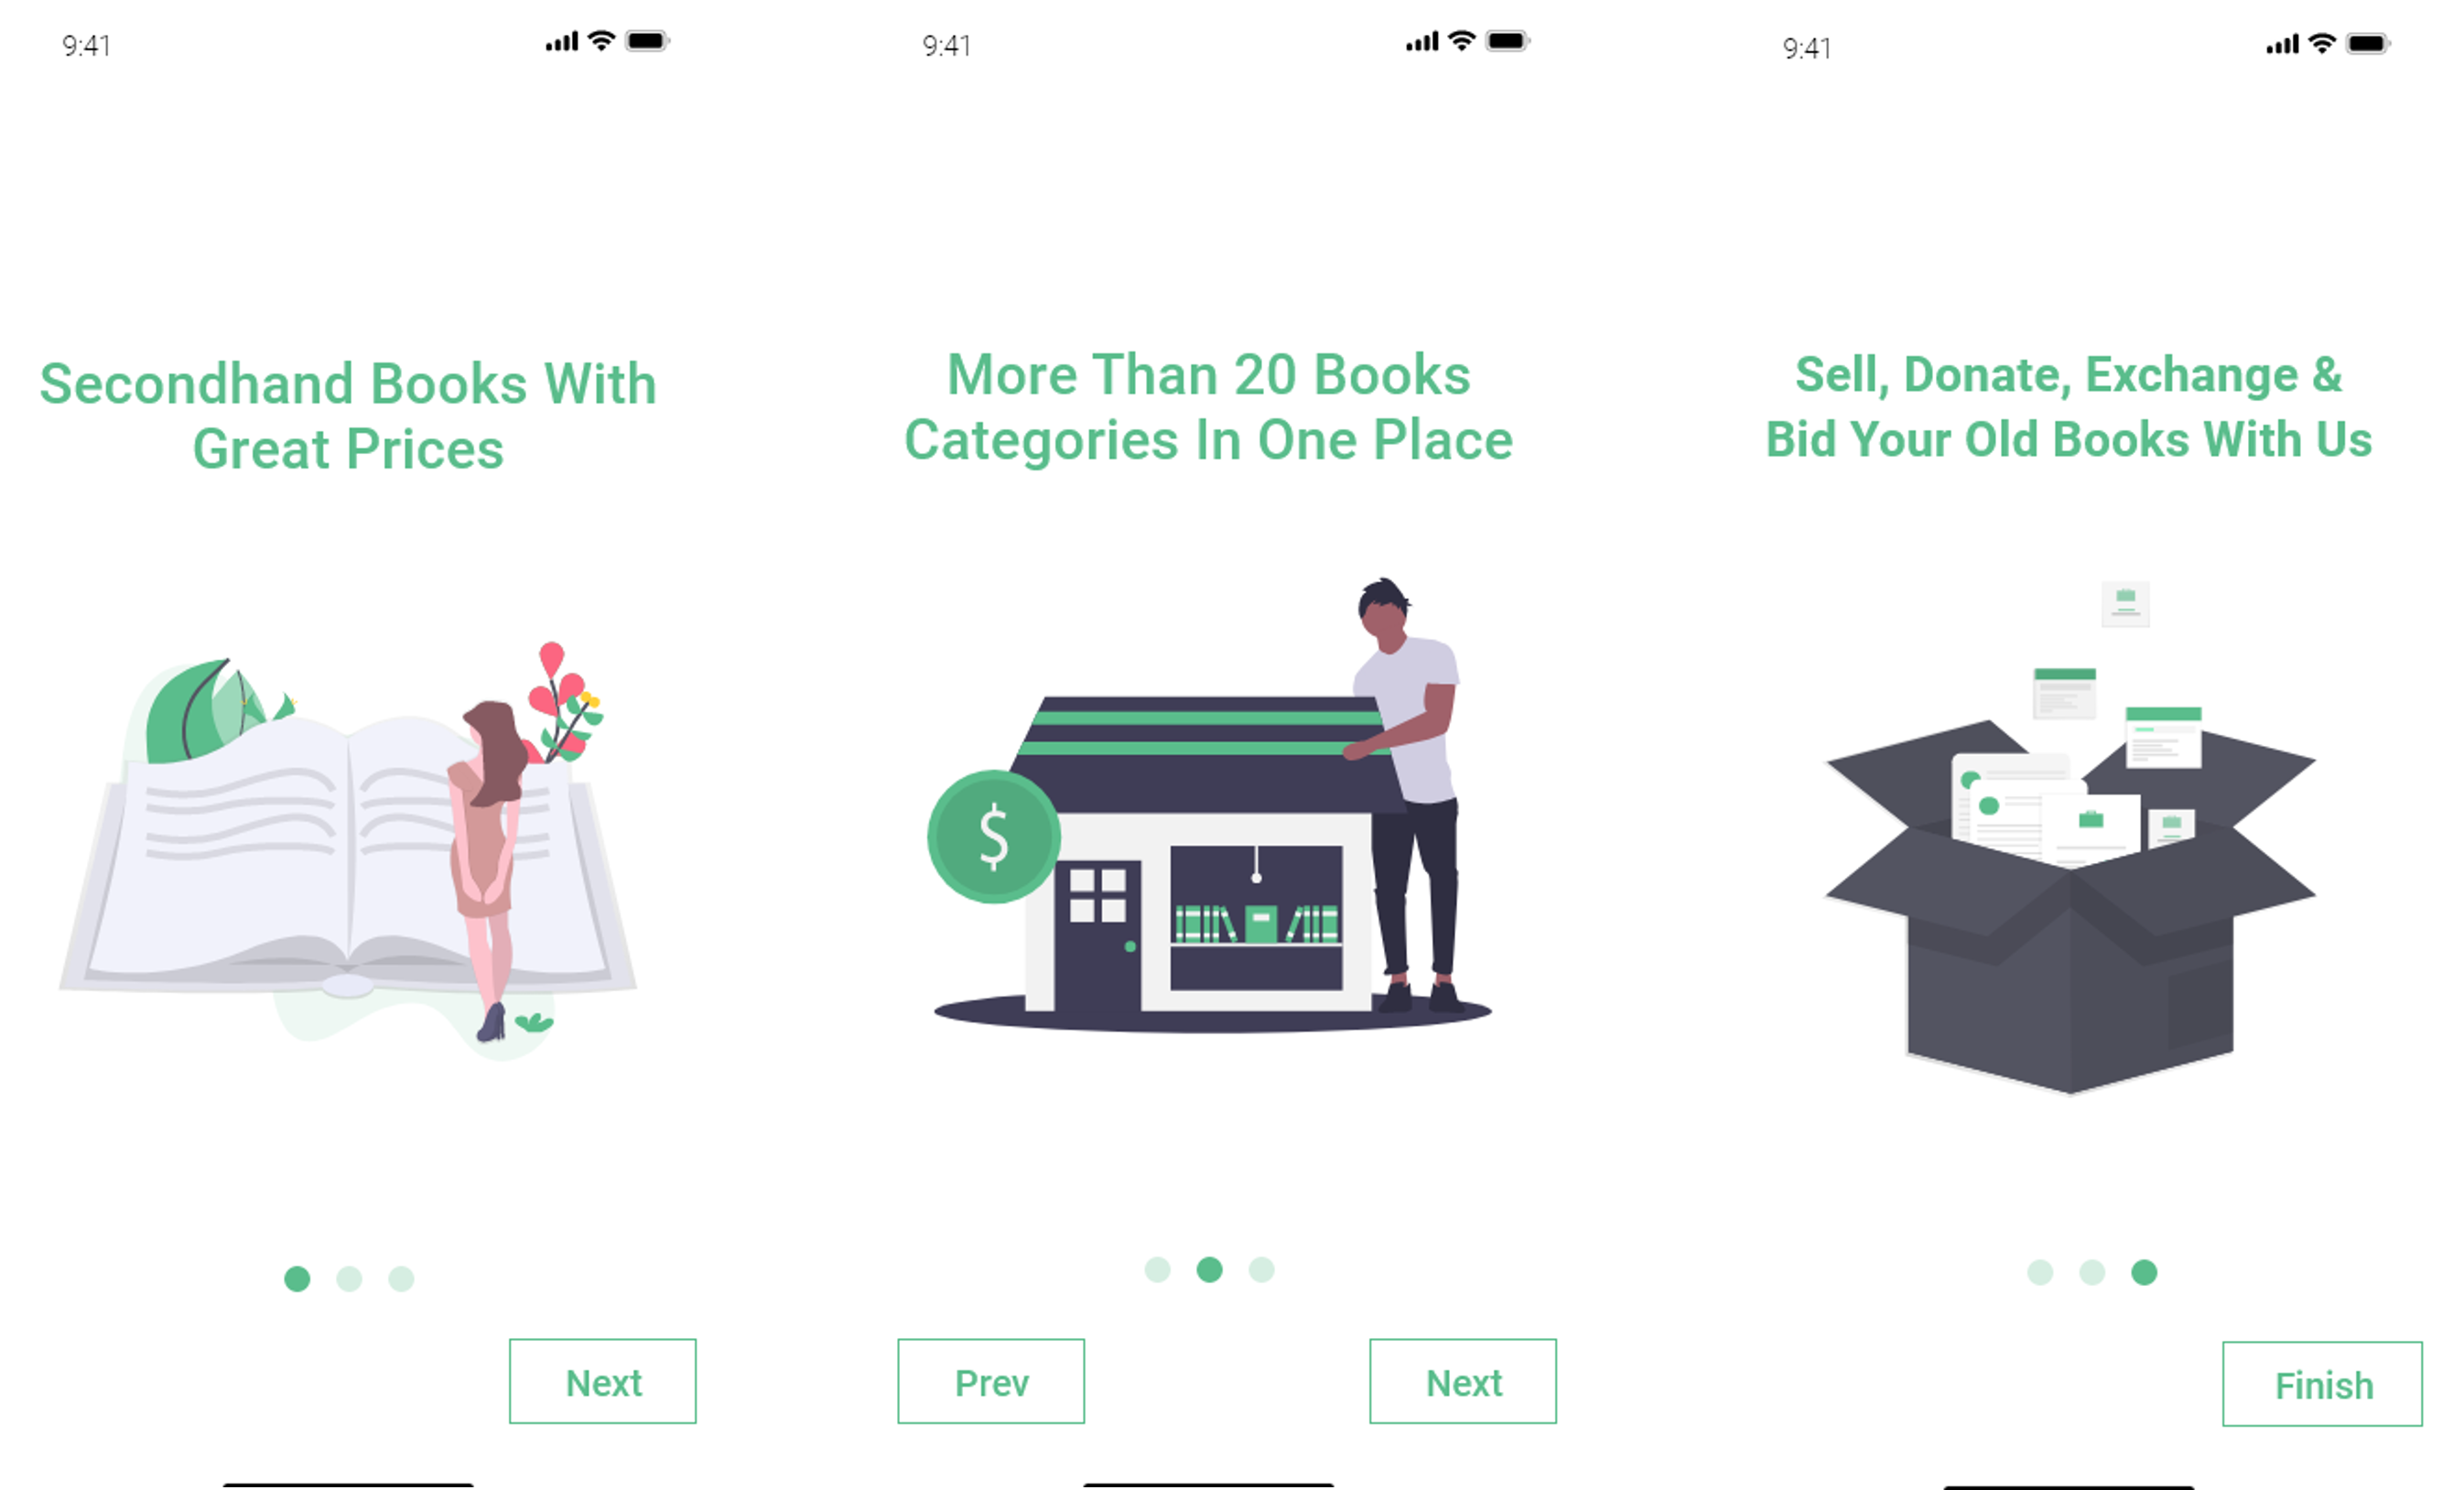 9:41
Secondhand Books With
Great Prices
$
Next
9:41
More Than 20 Books
Categories In One Place
Prev
Next
9:41
Sell, Donate, Exchange &
Bid Your Old Books With Us
Finish